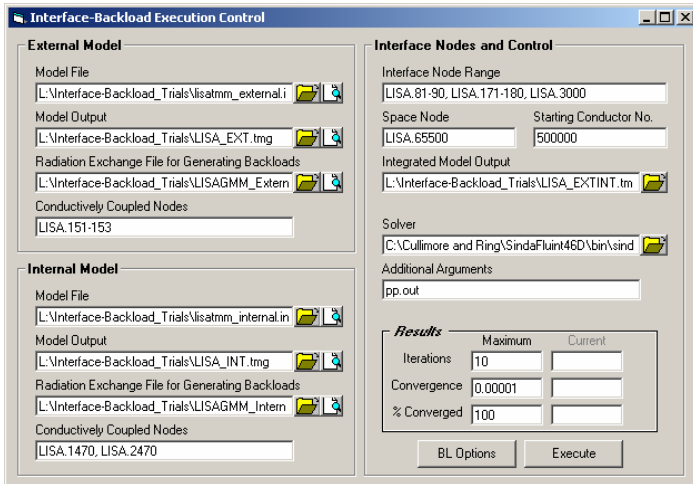 Interface-Backload Execution Control
External Model
Model File
L:\Interface-Backload_Trials\lisatmm_external.i
Model Output
L:\Interface-Backload_Trials\LISA_EXT.tmg
Radiation Exchange File for Generating Backloads
L:\Interface-Backload_Trials\LISAGMM_Extern
Conductively Coupled Nodes
LISA.151-153
Internal Model
Model File
L:\Interface-Backload_Trials\lisatmm_internal.in
Model Output
L:\Interface-Backload_Trials\LISA_INT.tmg
Radiation Exchange File for Generating Backloads
L:\Interface-Backload_Trials\LISAGMM_Intern
Conductively Coupled Nodes
LISA.1470, LISA.2470
Interface Nodes and Control
Interface Node Range
LISA.81-90, LISA.171-180, LISA.3000
Space Node Starting Conductor No.
LISA.65500 500000
Integrated Model Output
L:\Interface-Backload_Trials\LISA_EXTINT.tm
Solver
C:\Cullimore and Ring\SindaFluint46D\bin\sind
Additional Arguments
pp.out
Results
Maximum Current
Iterations 10
Convergence 0.00001
% Converged 100
BL Options Execute